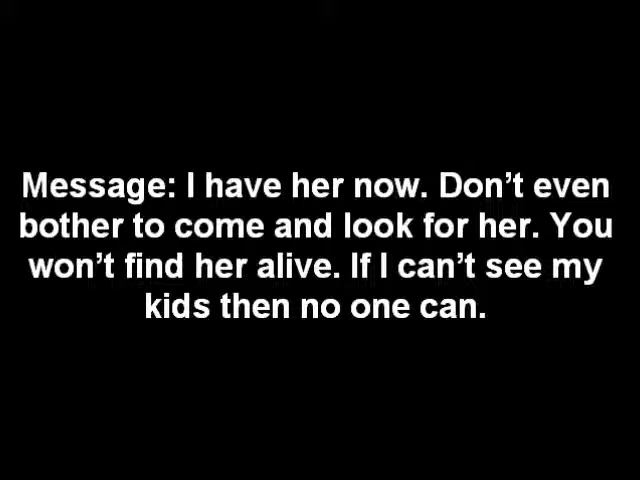 Message: I have her now. Don’t even
bother to come and look for her. You
won’t find her alive. If I can’t see my
kids then no one can.